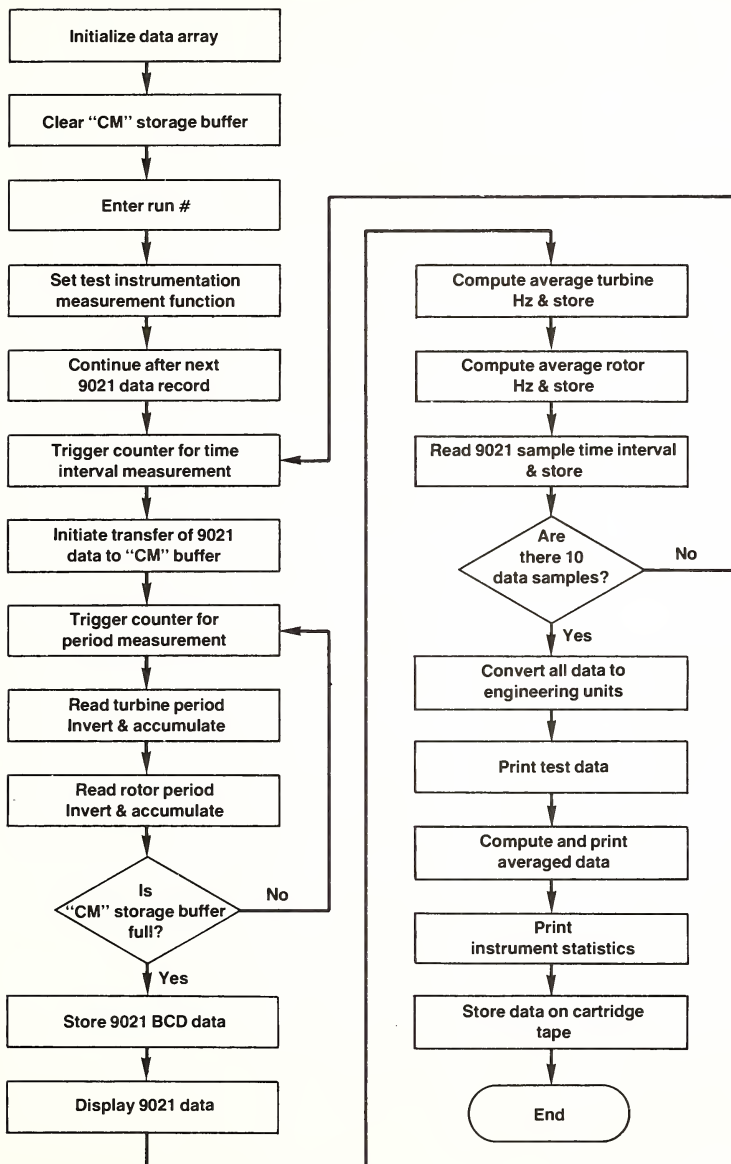 Initialize data array
Clear “CM” storage buffer
Enter run #
Set test instrumentation
measurement function
Continue after next
9021 data record
Trigger counter for time
interval measurement
Initiate transfer of 9021
data to “CM” buffer
Trigger counter for
period measurement
Read turbine period
Invert & accumulate
Read rotor period
Invert & accumulate
Is
“CM” storage buffer
full?
No
Yes
Store 9021 BCD data
Display 9021 data
Compute average turbine
Hz & store
Compute average rotor
Hz & store
Read 9021 sample time interval
& store
Are
there 10
data samples?
No
Yes
Convert all data to
engineering units
Print test data
Compute and print
averaged data
Print
instrument statistics
Store data on cartridge
tape
End